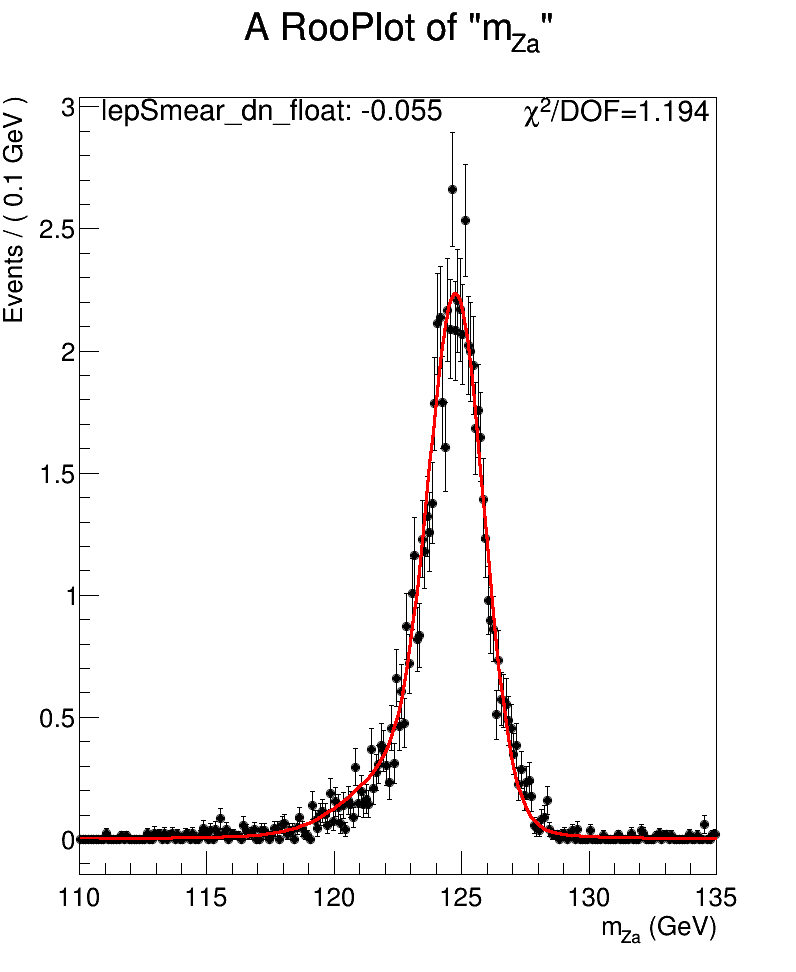 A RooPlot of "m_Za"
lepSmear_dn_float: -0.055
χ²/DOF=1.194
Events / ( 0.1 GeV )
3
2.5
2
1.5
1
0.5
0
110 115 120 125 130 135
m_Za (GeV)